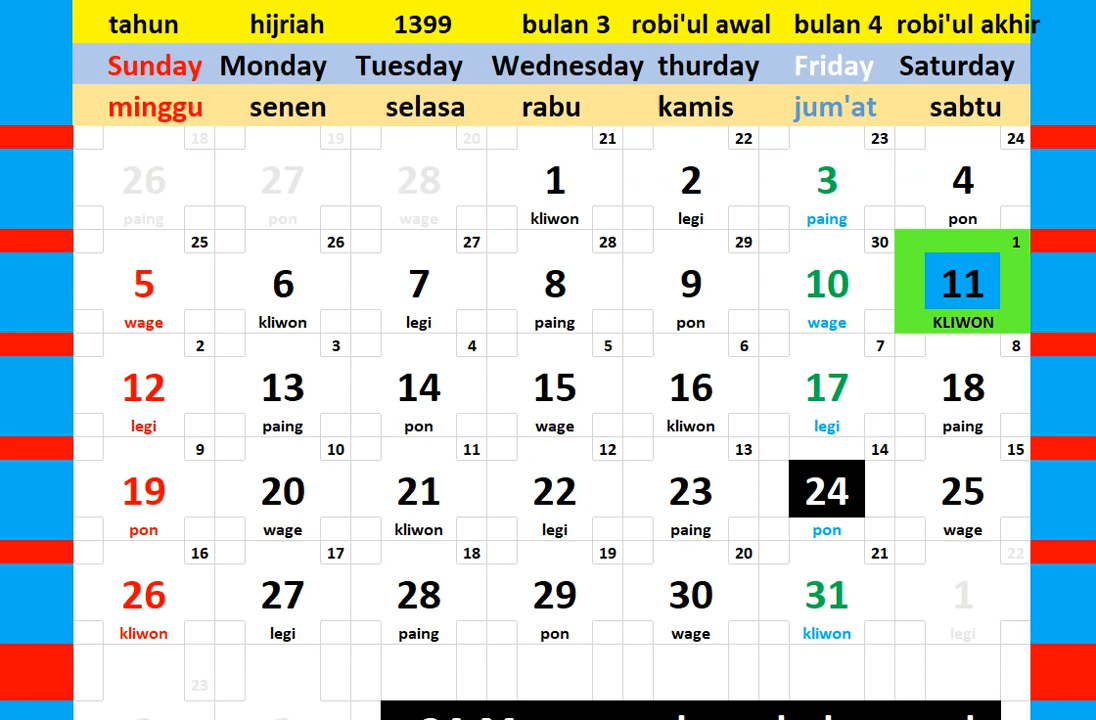 tahun hijriah 1399 bulan 3 robi'ul awal bulan 4 robi'ul akhir
Sunday Monday Tuesday Wednesday thurday Friday Saturday
minggu senen selasa rabu kamis jum'at sabtu
18 19 20 21 22 23 24
26 27 28 1 2 3 4
paing pon wage kliwon legi paing pon
25 26 27 28 29 30 1
5 6 7 8 9 10 11
wage kliwon legi paing pon wage KLIWON
2 3 4 5 6 7 8
12 13 14 15 16 17 18
legi paing pon wage kliwon legi paing
9 10 11 12 13 14 15
19 20 21 22 23 24 25
pon wage kliwon legi paing pon wage
16 17 18 19 20 21 22
26 27 28 29 30 31 1
kliwon legi paing pon wage kliwon legi
23